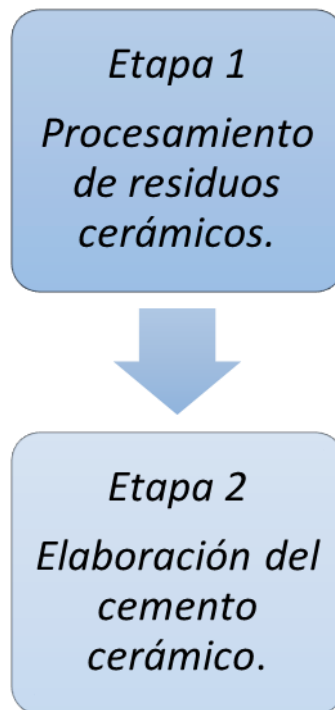 Etapa 1
Procesamiento
de residuos
cerámicos.
Etapa 2
Elaboración del
cemento
cerámico.